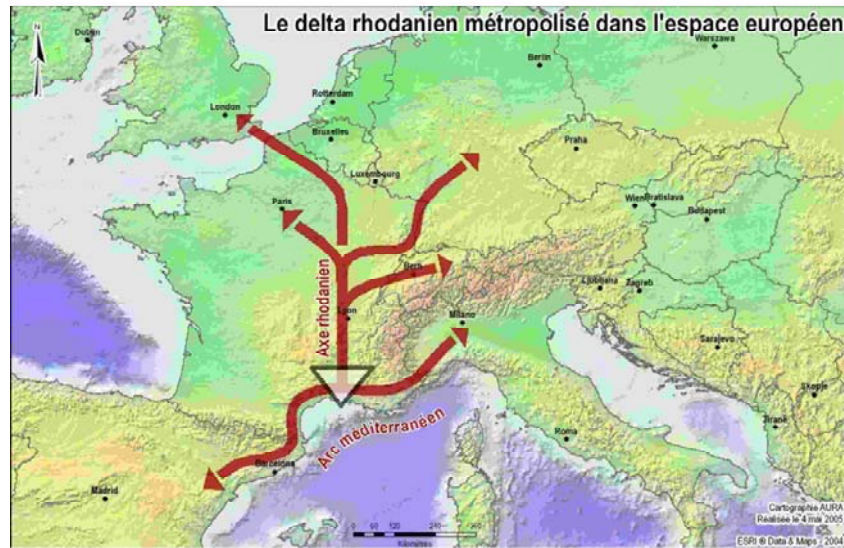 Le delta rhodanien métropolisé dans l'espace européen
Dublin
Warszawa
Berlin
Rotterdam
London
Bruxelles
Praha
Luxembourg
Paris
Wien
Bratislava
Budapest
Bern
Ljubljana
Zagreb
Axe rhodanien
Lyon
Milano
Sarajevo
Skopje
Arc méditerranéen
Tiranë
Roma
Barcelona
Madrid
Cartographie AURA
Réalisée le 4 mai 2005
Kilomètres
ESRI ® Data & Maps - 2004